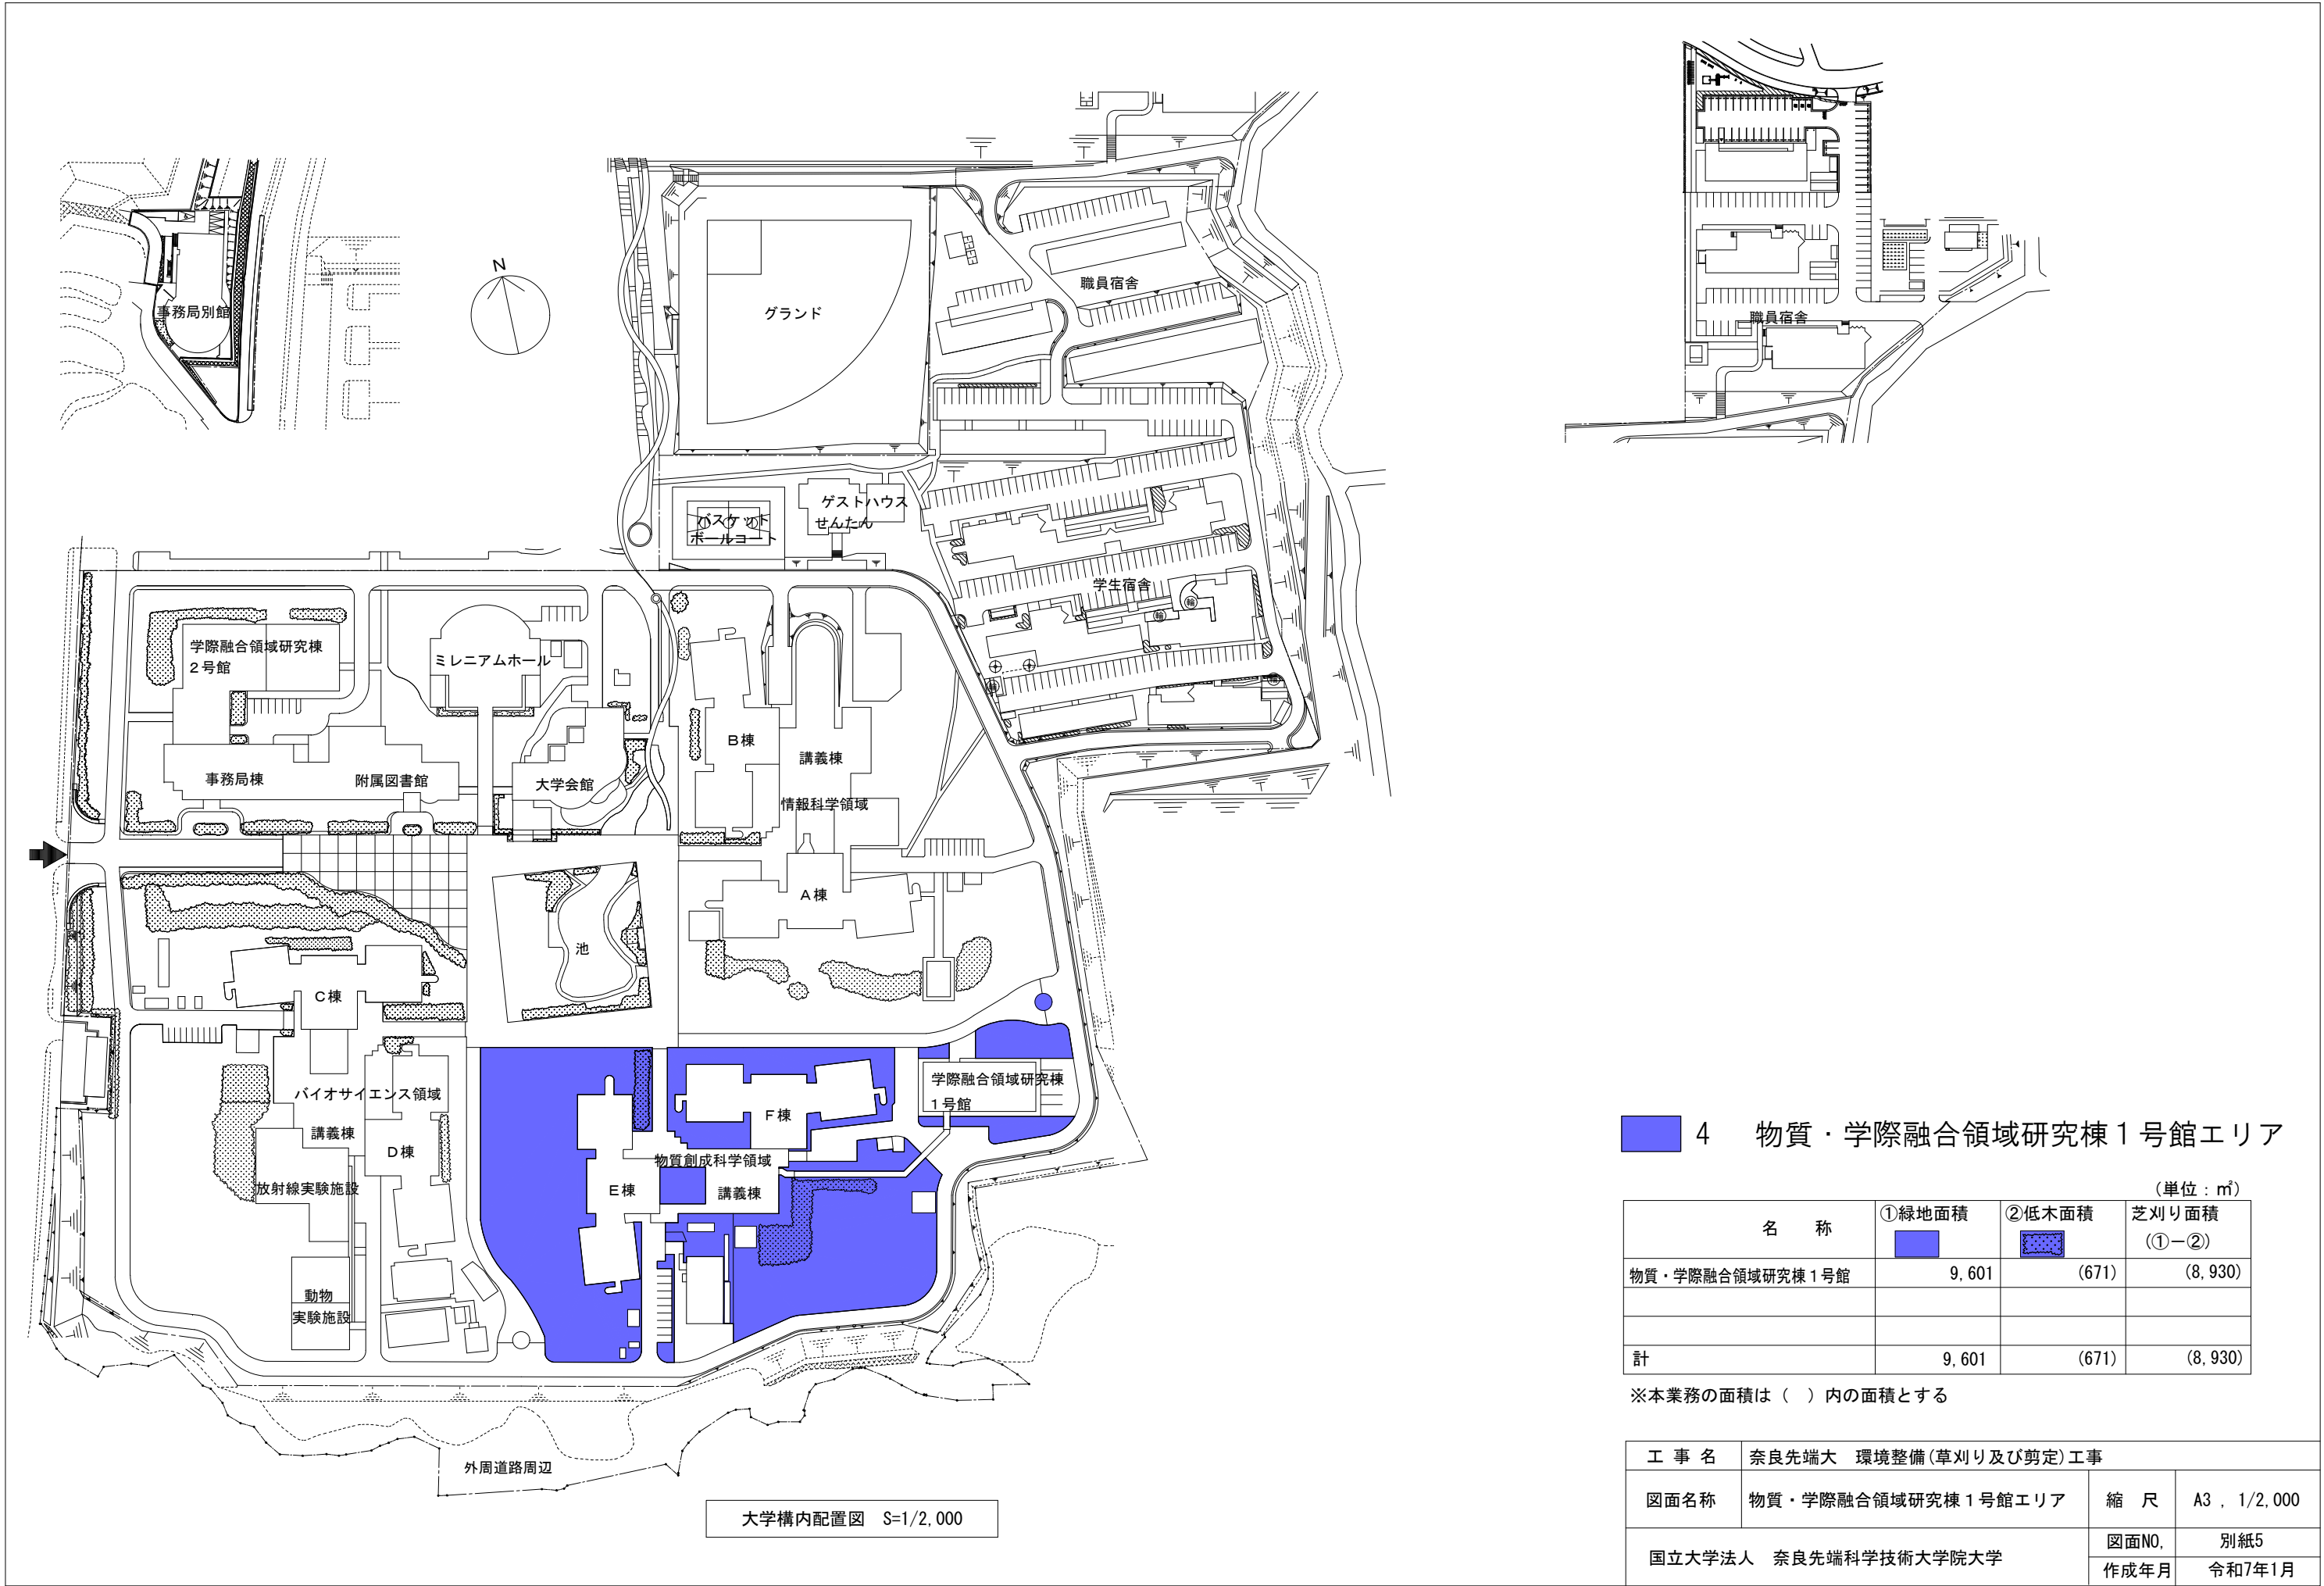 事務局別館
N
グランド
職員宿舎
職員宿舎
バスケット
ボールコート
ゲストハウス
せんたん
学生宿舎
輪
輪
輪
輪
学際融合領域研究棟
2号館
ミレニアムホール
B棟
講義棟
事務局棟
附属図書館
大学会館
情報科学領域
A棟
池
C棟
バイオサイエンス領域
講義棟
D棟
放射線実験施設
動物
実験施設
学際融合領域研究棟
1号館
F棟
物質創成科学領域
E棟
講義棟
外周道路周辺
大学構内配置図 S=1/2,000
4 物質・学際融合領域研究棟1号館エリア
(単位:㎡)
名 称 ①緑地面積 ②低木面積 芝刈り面積
(①-②)
物質・学際融合領域研究棟1号館 9,601 (671) (8,930)
計 9,601 (671) (8,930)
※本業務の面積は( )内の面積とする
工事名 奈良先端大 環境整備(草刈り及び剪定)工事
図面名称 物質・学際融合領域研究棟1号館エリア 縮尺 A3 , 1/2,000
国立大学法人 奈良先端科学技術大学院大学 図面NO, 別紙5
作成年月 令和7年1月